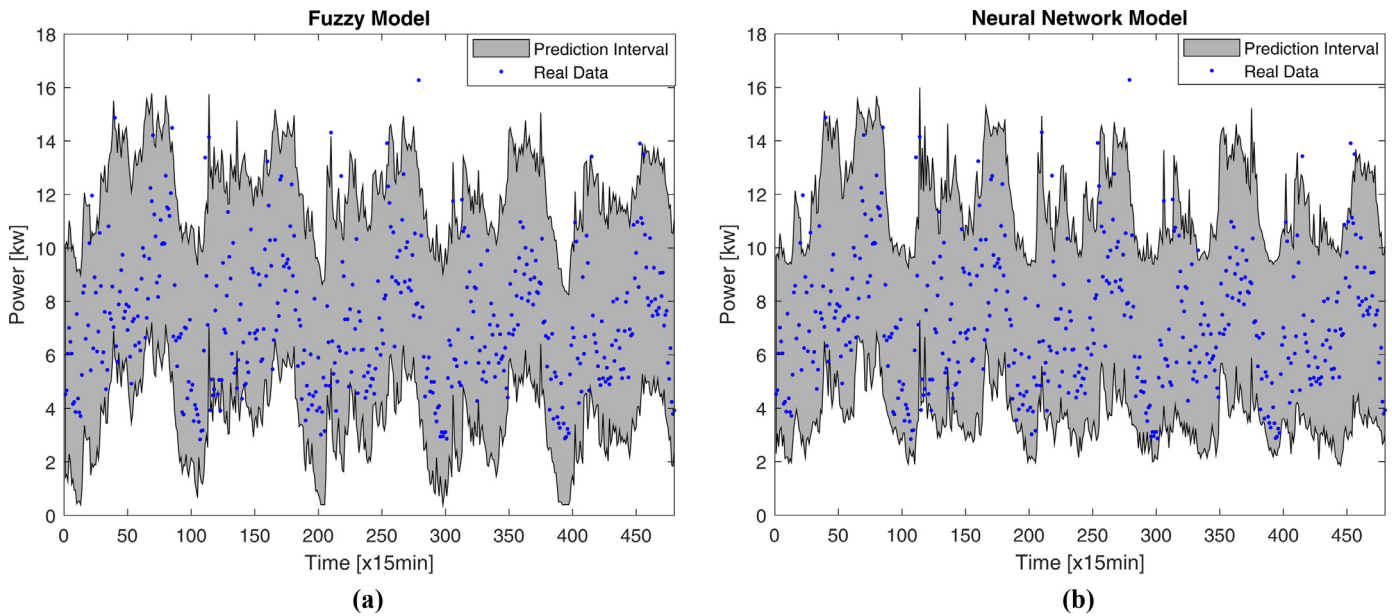 Fuzzy Model
18
16
14
12
10
8
6
4
2
0
Power [kw]
Prediction Interval
Real Data
0 50 100 150 200 250 300 350 400 450
Time [x15min]
(a)
Neural Network Model
18
16
14
12
10
8
6
4
2
0
Power [kw]
Prediction Interval
Real Data
0 50 100 150 200 250 300 350 400 450
Time [x15min]
(b)